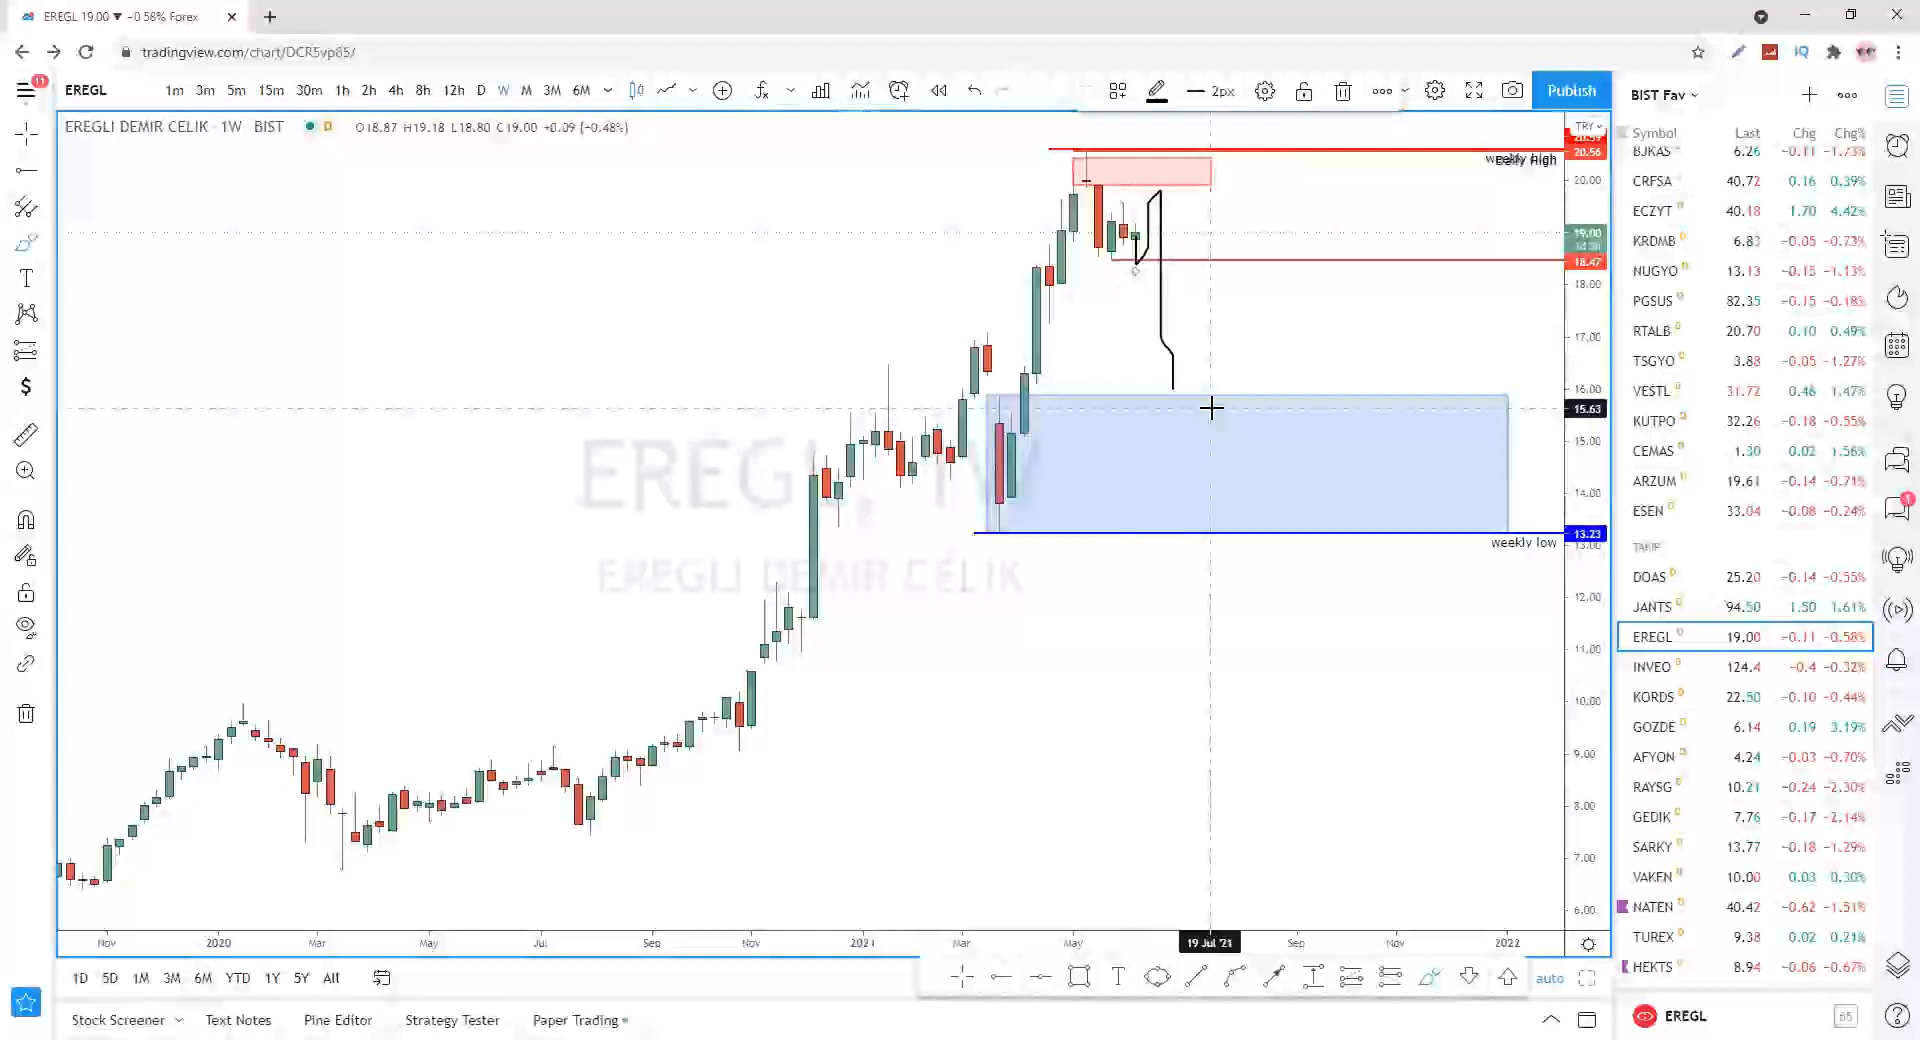 EREGL 19.00 ▼ −0.58% Forex
tradingview.com/chart/DCR5vp85/
11
EREGL 1m 3m 5m 15m 30m 1h 2h 4h 8h 12h D W M 3M 6M 2px Publish
EREGLI DEMIR CELIK · 1W BIST D O18.87 H19.18 L18.80 C19.00 +0.09 (+0.48%)
BIST Fav
Symbol Last Chg Chg%
BJKAS 6.26 −0.11 −1.73%
CRFSA 40.72 0.16 0.39%
ECZYT 40.18 1.70 4.42%
KRDMB 6.83 −0.05 −0.73%
NUGYO 13.13 −0.15 −1.13%
PGSUS 82.35 −0.15 −0.18%
RTALB 20.70 0.10 0.49%
TSGYO 3.88 −0.05 −1.27%
VESTL 31.72 0.46 1.47%
KUTPO 32.26 −0.18 −0.55%
CEMAS 1.30 0.02 1.56%
ARZUM 19.61 −0.14 −0.71%
ESEN 33.04 −0.08 −0.24%
TAKIP
DOAS 25.20 −0.14 −0.55%
JANTS 94.50 1.50 1.61%
EREGL 19.00 −0.11 −0.58%
INVEO 124.4 −0.4 −0.32%
KORDS 22.50 −0.10 −0.44%
GOZDE 6.14 0.19 3.19%
AFYON 4.24 −0.03 −0.70%
RAYSG 10.21 −0.24 −2.30%
GEDIK 7.76 −0.17 −2.14%
SARKY 13.77 −0.18 −1.29%
VAKEN 10.00 0.03 0.30%
NATEN 40.42 −0.62 −1.51%
TUREX 9.38 0.02 0.21%
HEKTS 8.94 −0.06 −0.67%
EREGL 65
TRY
20.56
20.00
19.00
18.47
18.00
17.00
16.00
15.63
15.00
14.00
13.23
13.00
12.00
11.00
10.00
9.00
8.00
7.00
6.00
weekly high
weekly low
EREGL, 1W
EREGLI DEMIR CELIK
Nov 2020 Mar May Jul Sep Nov 2021 Mar May 19 Jul '21 Sep Nov 2022
1D 5D 1M 3M 6M YTD 1Y 5Y All
auto
Stock Screener Text Notes Pine Editor Strategy Tester Paper Trading
1